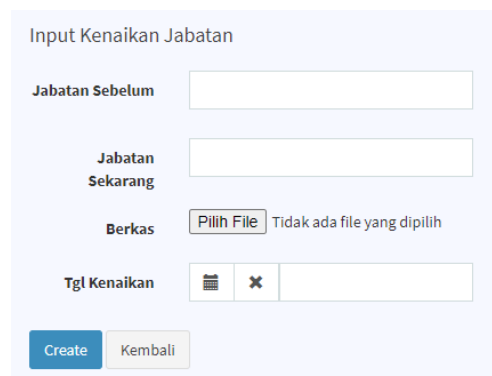 Input Kenaikan Jabatan
Jabatan Sebelum
Jabatan
Sekarang
Berkas
Pilih File Tidak ada file yang dipilih
Tgl Kenaikan
Create Kembali